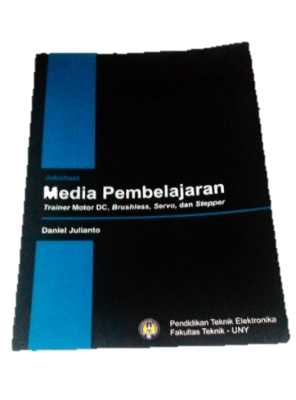 Jobsheet
Media Pembelajaran
Trainer Motor DC, Brushless, Servo, dan Stepper
Daniel Julianto
Pendidikan Teknik Elektronika
Fakultas Teknik - UNY